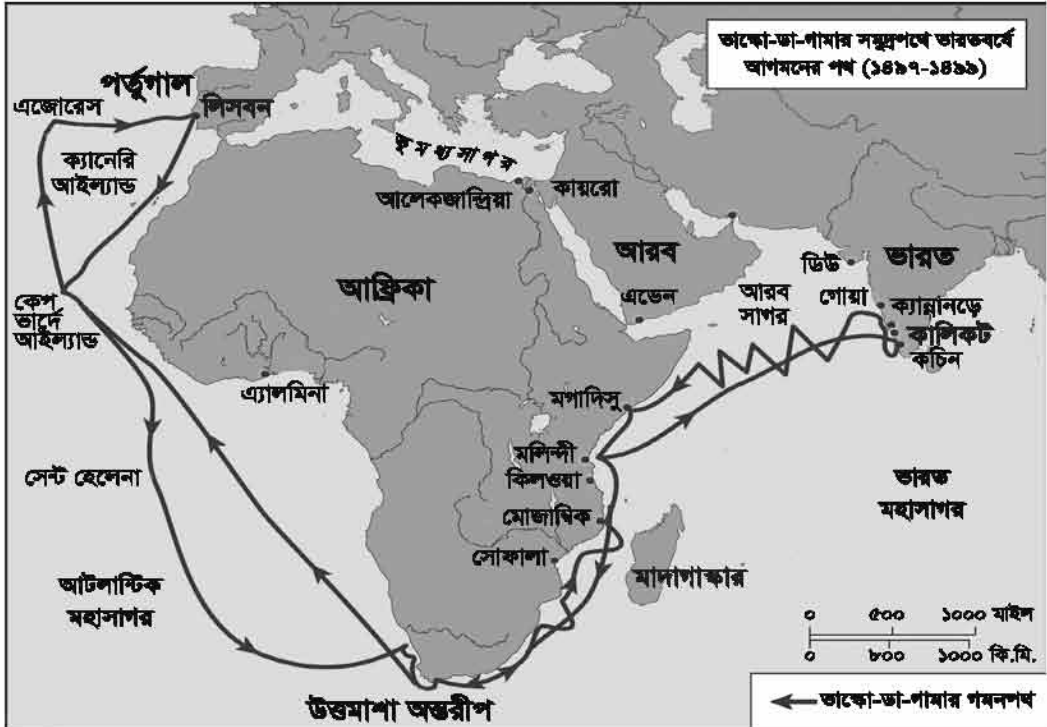 ভাস্কো-ডা-গামার সমুদ্রপথে ভারতবর্ষে
আগমনের পথ (১৪৯৭-১৪৯৯)
পর্তুগাল
এজোরেস
লিসবন
ক্যানেরি
আইল্যান্ড
ভূমধ্যসাগর
আলেকজান্দ্রিয়া
কায়রো
আরব
ভারত
ডিউ
আফ্রিকা
এডেন
আরব
সাগর
গোয়া
ক্যান্নানড়ে
কালিকট
কচিন
কেপ
ভার্দে
আইল্যান্ড
এ্যালমিনা
মগাদিসু
সেন্ট হেলেনা
মলিন্দী
কিলওয়া
মোজাম্বিক
সোফালা
মাদাগাস্কার
ভারত
মহাসাগর
আটলান্টিক
মহাসাগর
০ ৫০০ ১০০০ মাইল
০ ৮০০ ১০০০ কি.মি.
উত্তমাশা অন্তরীপ
ভাস্কো-ডা-গামার গমনপথ